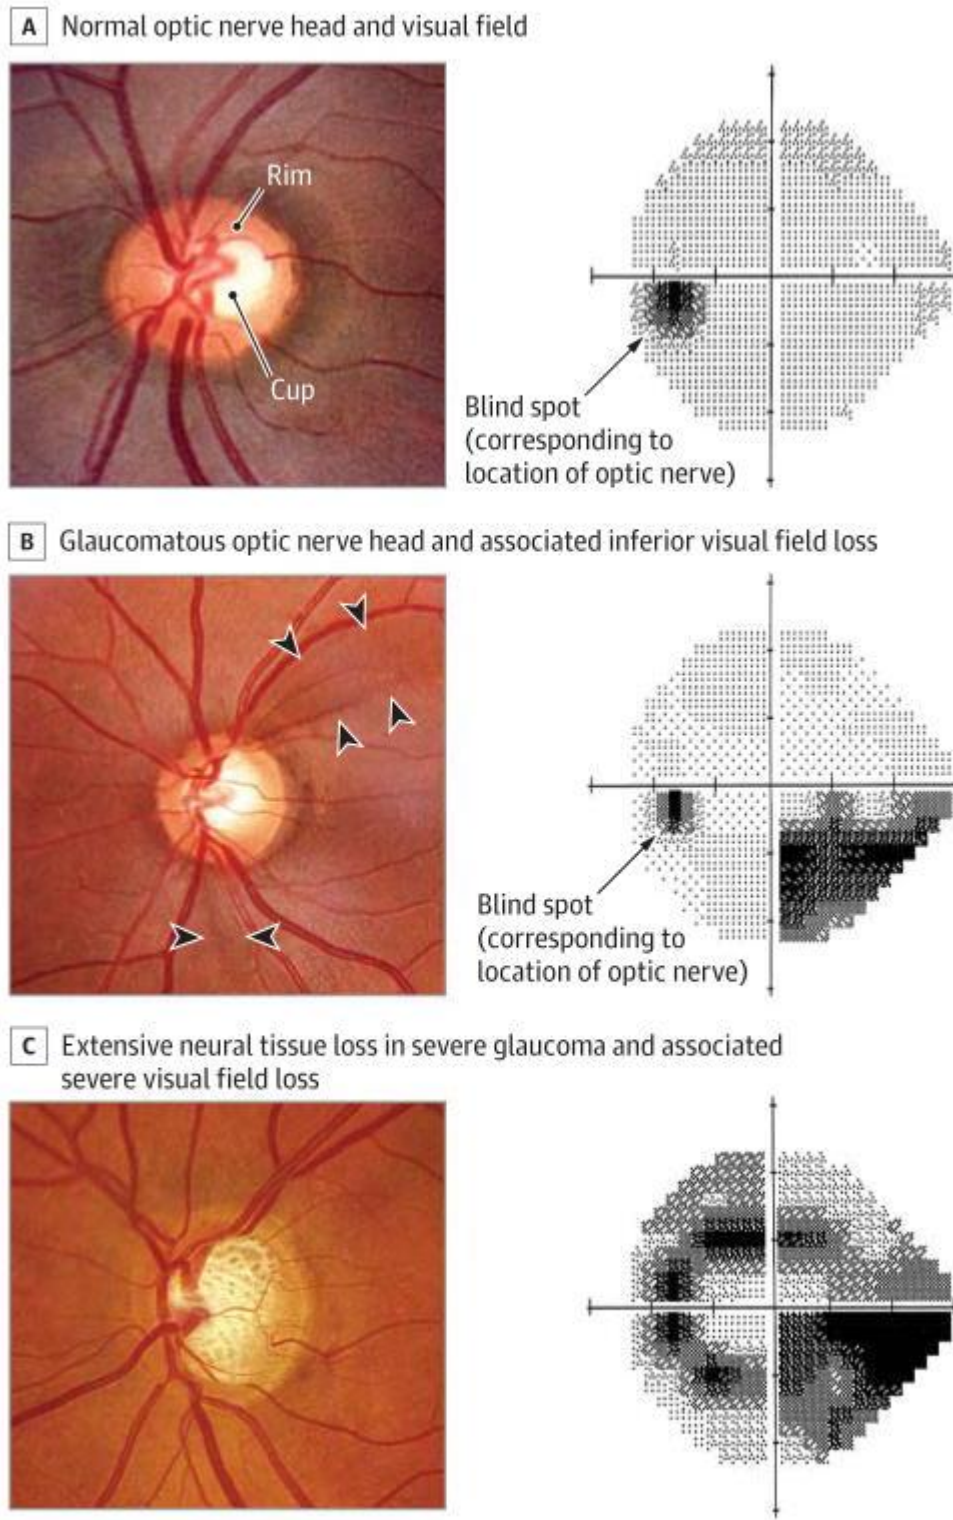 A Normal optic nerve head and visual field
Rim
Cup
Blind spot
(corresponding to
location of optic nerve)
B Glaucomatous optic nerve head and associated inferior visual field loss
Blind spot
(corresponding to
location of optic nerve)
C Extensive neural tissue loss in severe glaucoma and associated
severe visual field loss